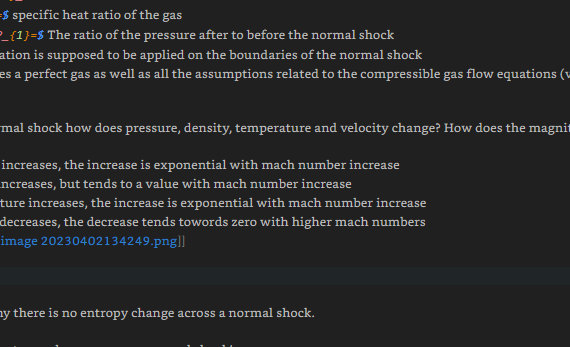 =$ specific heat ratio of the gas
_{1}=$ The ratio of the pressure after to before the normal shock
ation is supposed to be applied on the boundaries of the normal shock
es a perfect gas as well as all the assumptions related to the compressible gas flow equations (v
mal shock how does pressure, density, temperature and velocity change? How does the magnit
increases, the increase is exponential with mach number increase
ncreases, but tends to a value with mach number increase
ture increases, the increase is exponential with mach number increase
decreases, the decrease tends towords zero with higher mach numbers
image 20230402134249.png]]
hy there is no entropy change across a normal shock.